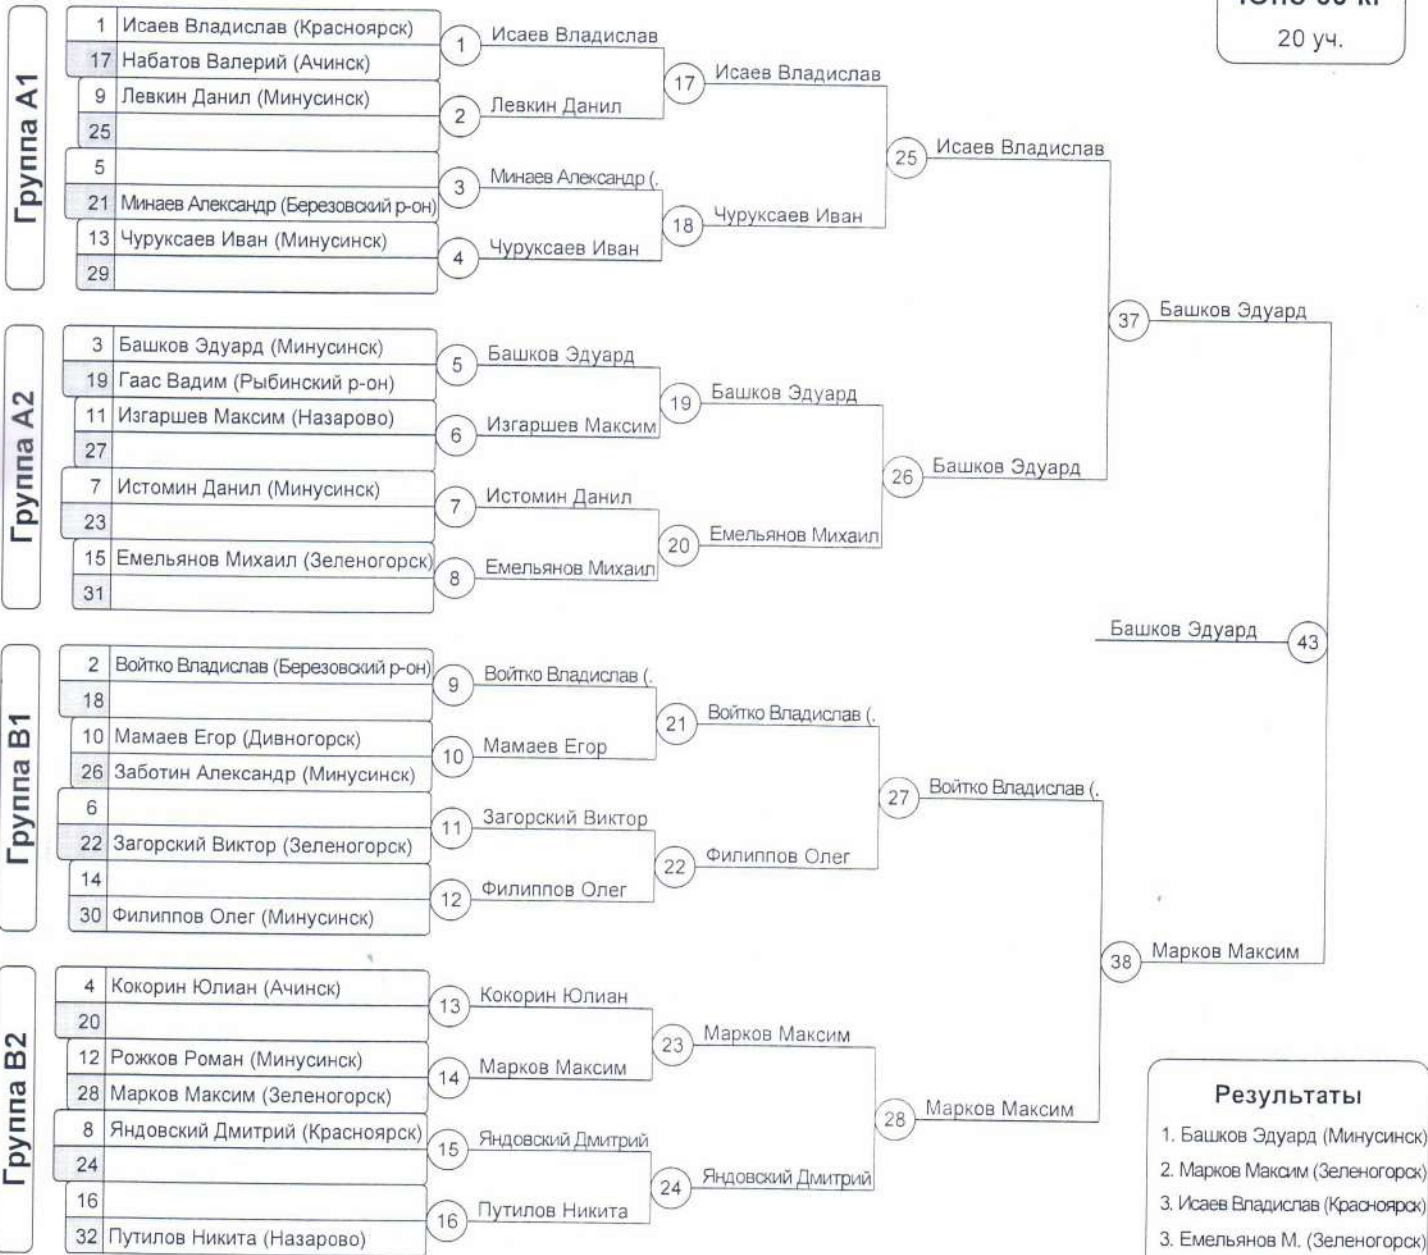 20 уч.
Группа А1
1 Исаев Владислав (Красноярск)
17 Набатов Валерий (Ачинск)
9 Левкин Данил (Минусинск)
25
5
21 Минаев Александр (Березовский р-он)
13 Чуруксаев Иван (Минусинск)
29
1 Исаев Владислав
2 Левкин Данил
3 Минаев Александр (.
4 Чуруксаев Иван
17 Исаев Владислав
18 Чуруксаев Иван
25 Исаев Владислав
Группа А2
3 Башков Эдуард (Минусинск)
19 Гаас Вадим (Рыбинский р-он)
11 Изгаршев Максим (Назарово)
27
7 Истомин Данил (Минусинск)
23
15 Емельянов Михаил (Зеленогорск)
31
5 Башков Эдуард
6 Изгаршев Максим
7 Истомин Данил
8 Емельянов Михаил
19 Башков Эдуард
20 Емельянов Михаил
26 Башков Эдуард
37 Башков Эдуард
Башков Эдуард 43
Группа В1
2 Войтко Владислав (Березовский р-он)
18
10 Мамаев Егор (Дивногорск)
26 Заботин Александр (Минусинск)
6
22 Загорский Виктор (Зеленогорск)
14
30 Филиппов Олег (Минусинск)
9 Войтко Владислав (.
10 Мамаев Егор
11 Загорский Виктор
12 Филиппов Олег
21 Войтко Владислав (.
22 Филиппов Олег
27 Войтко Владислав (.
Группа В2
4 Кокорин Юлиан (Ачинск)
20
12 Рожков Роман (Минусинск)
28 Марков Максим (Зеленогорск)
8 Яндовский Дмитрий (Красноярск)
24
16
32 Путилов Никита (Назарово)
13 Кокорин Юлиан
14 Марков Максим
15 Яндовский Дмитрий
16 Путилов Никита
23 Марков Максим
24 Яндовский Дмитрий
28 Марков Максим
38 Марков Максим
Результаты
1. Башков Эдуард (Минусинск)
2. Марков Максим (Зеленогорск)
3. Исаев Владислав (Красноярск)
3. Емельянов М. (Зеленогорск)